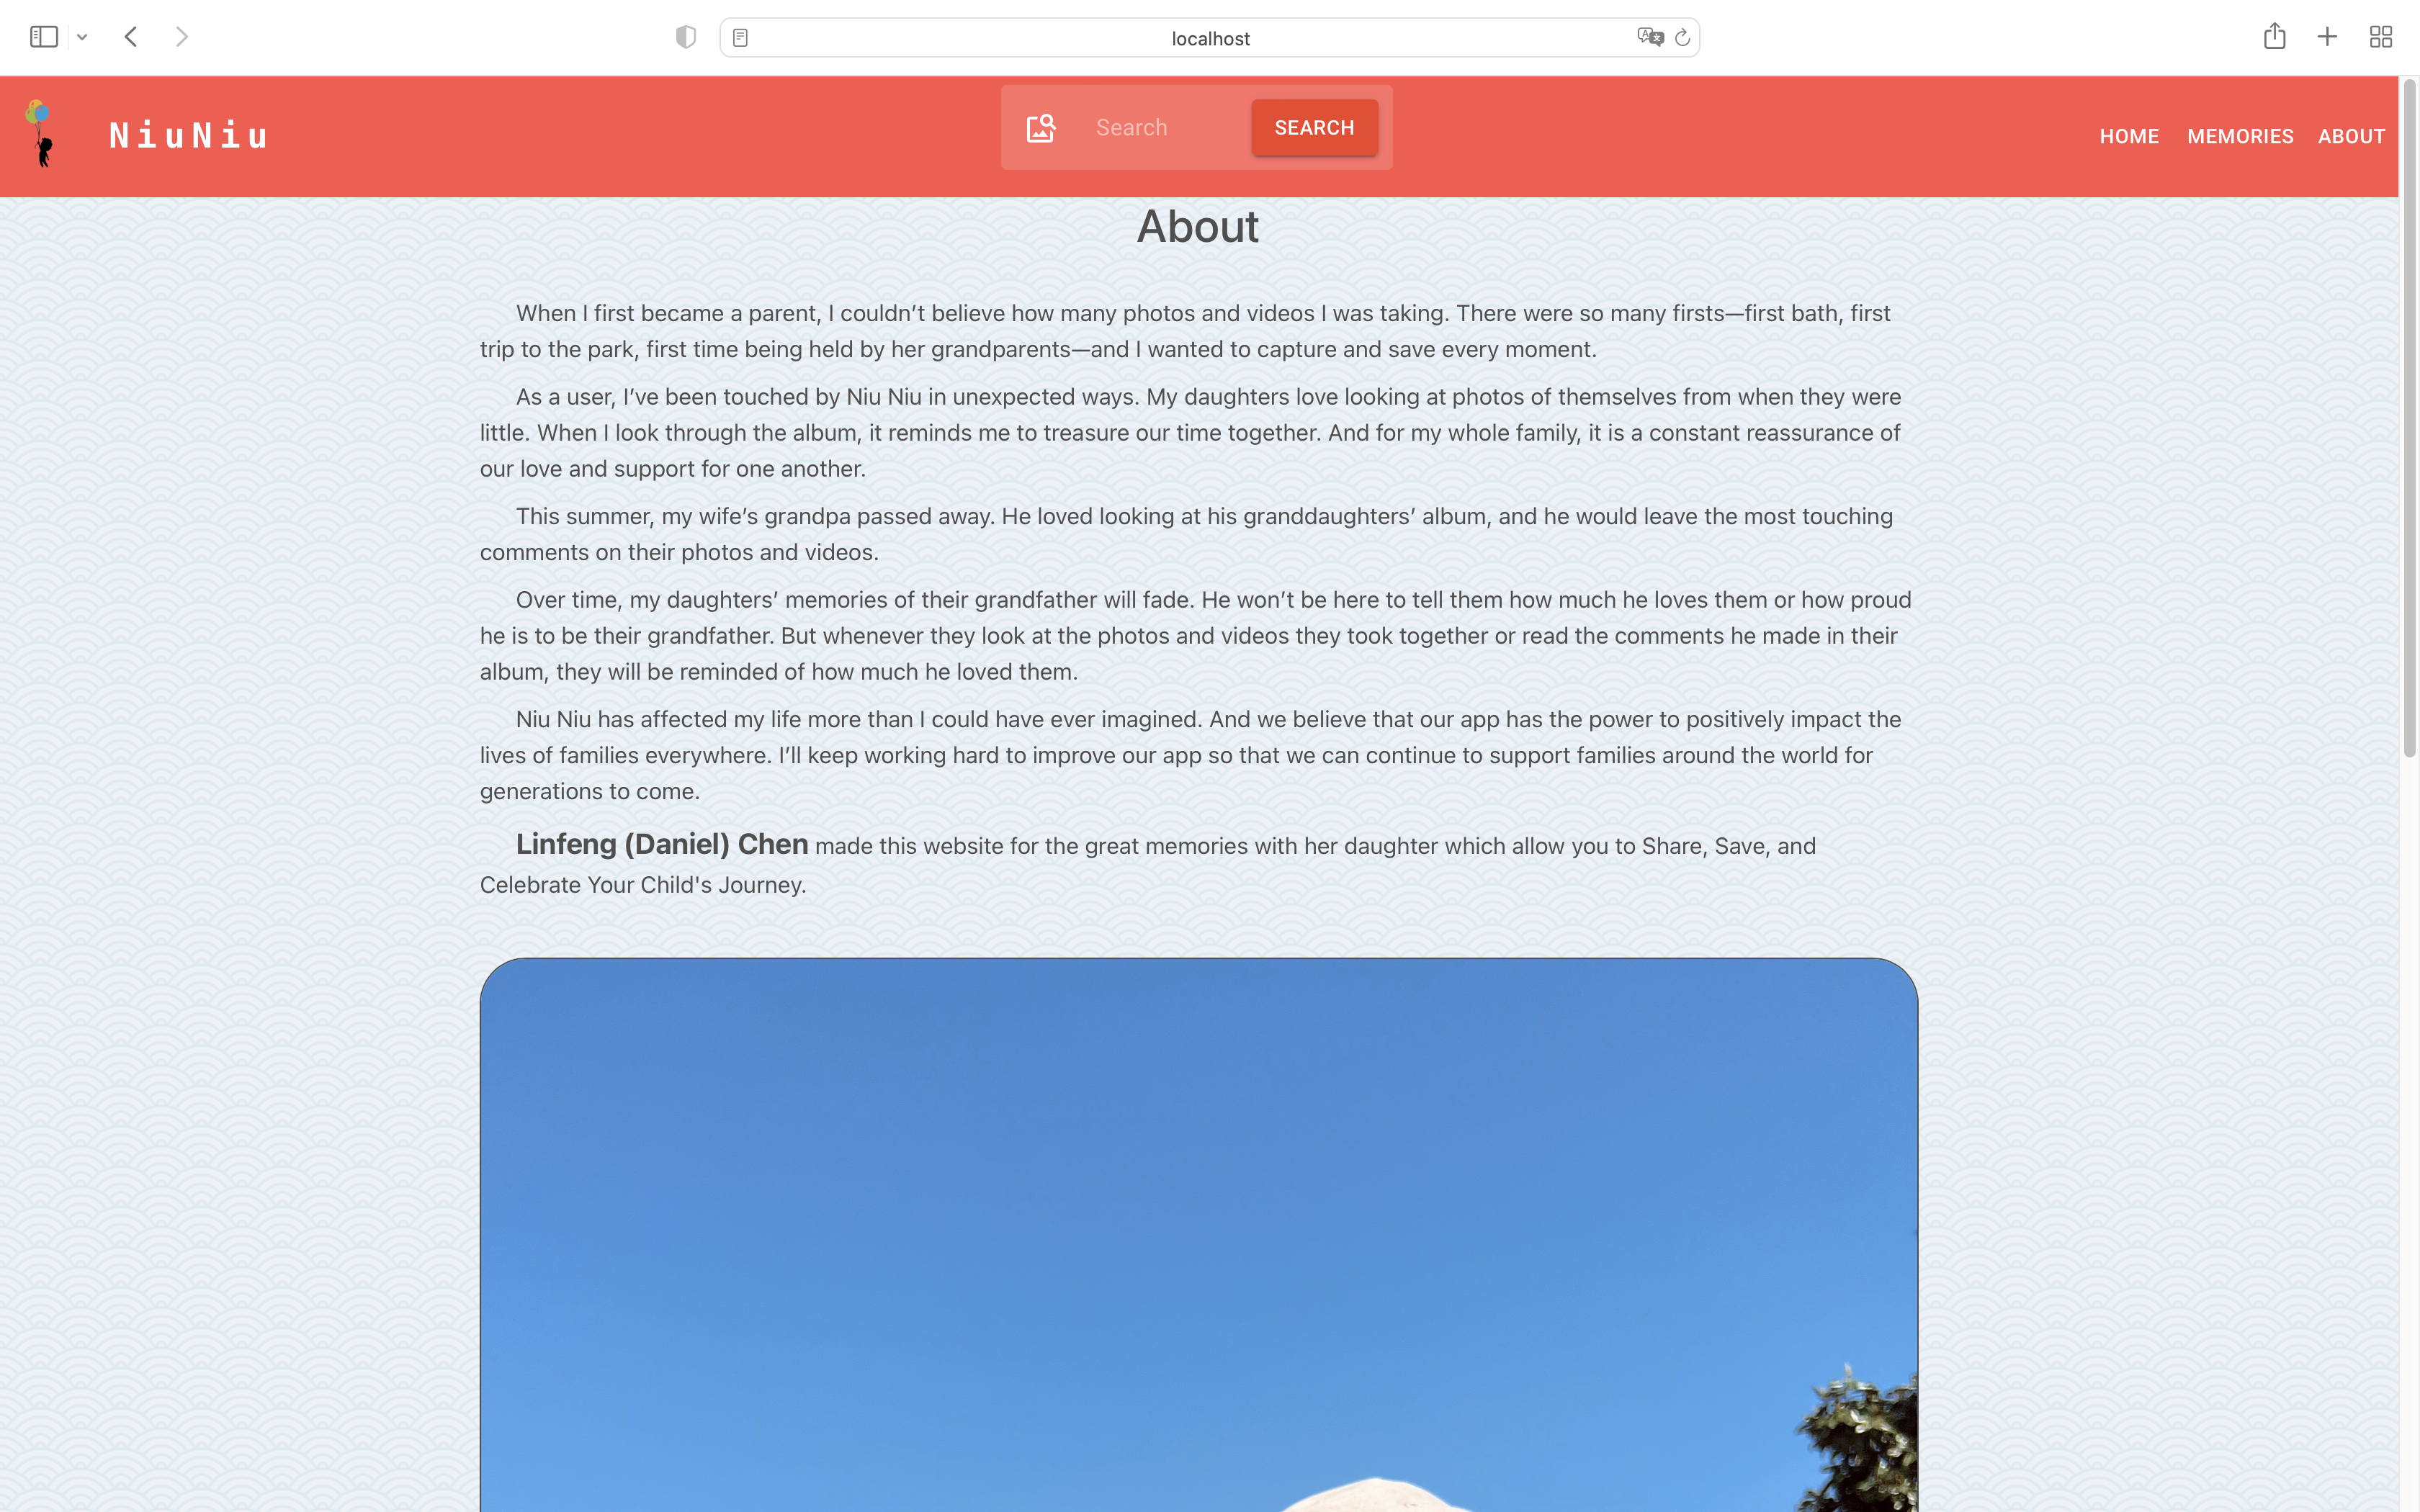 localhost
NiuNiu
Search
SEARCH
HOME
MEMORIES
ABOUT
About
When I first became a parent, I couldn’t believe how many photos and videos I was taking. There were so many firsts—first bath, first
trip to the park, first time being held by her grandparents—and I wanted to capture and save every moment.
As a user, I’ve been touched by Niu Niu in unexpected ways. My daughters love looking at photos of themselves from when they were
little. When I look through the album, it reminds me to treasure our time together. And for my whole family, it is a constant reassurance of
our love and support for one another.
This summer, my wife’s grandpa passed away. He loved looking at his granddaughters’ album, and he would leave the most touching
comments on their photos and videos.
Over time, my daughters’ memories of their grandfather will fade. He won’t be here to tell them how much he loves them or how proud
he is to be their grandfather. But whenever they look at the photos and videos they took together or read the comments he made in their
album, they will be reminded of how much he loved them.
Niu Niu has affected my life more than I could have ever imagined. And we believe that our app has the power to positively impact the
lives of families everywhere. I’ll keep working hard to improve our app so that we can continue to support families around the world for
generations to come.
Linfeng (Daniel) Chen made this website for the great memories with her daughter which allow you to Share, Save, and
Celebrate Your Child's Journey.